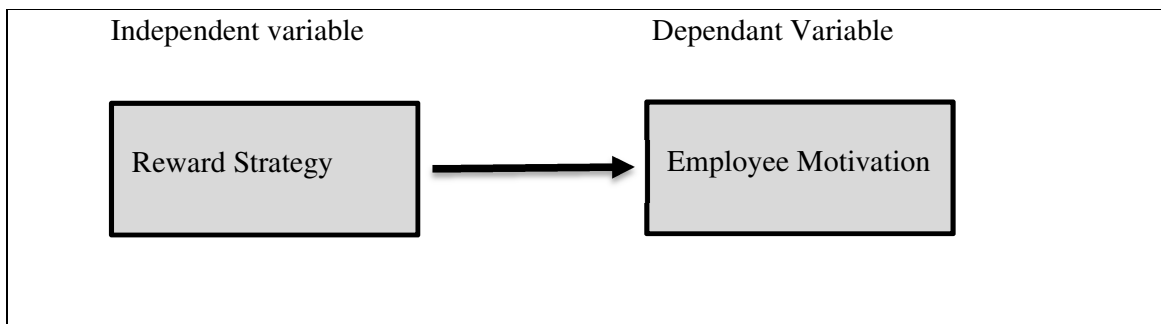 Independent variable
Dependant Variable
Reward Strategy
Employee Motivation